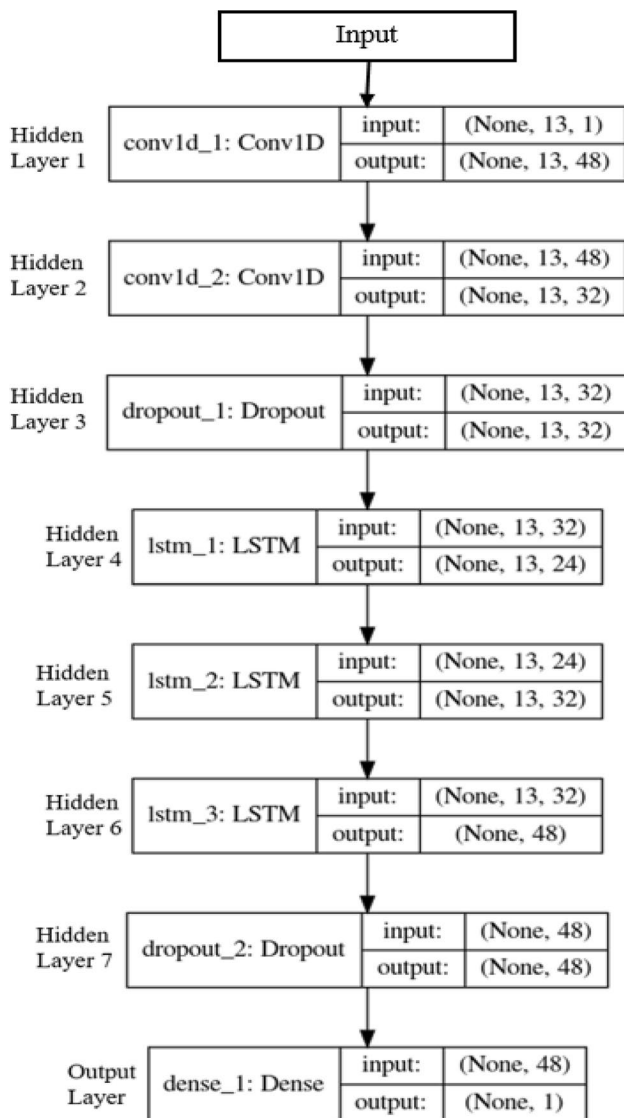 Input
Hidden
Layer 1
conv1d_1: Conv1D
input:
(None, 13, 1)
output:
(None, 13, 48)
Hidden
Layer 2
conv1d_2: Conv1D
input:
(None, 13, 48)
output:
(None, 13, 32)
Hidden
Layer 3
dropout_1: Dropout
input:
(None, 13, 32)
output:
(None, 13, 32)
Hidden
Layer 4
lstm_1: LSTM
input:
(None, 13, 32)
output:
(None, 13, 24)
Hidden
Layer 5
lstm_2: LSTM
input:
(None, 13, 24)
output:
(None, 13, 32)
Hidden
Layer 6
lstm_3: LSTM
input:
(None, 13, 32)
output:
(None, 48)
Hidden
Layer 7
dropout_2: Dropout
input:
(None, 48)
output:
(None, 48)
Output
Layer
dense_1: Dense
input:
(None, 48)
output:
(None, 1)